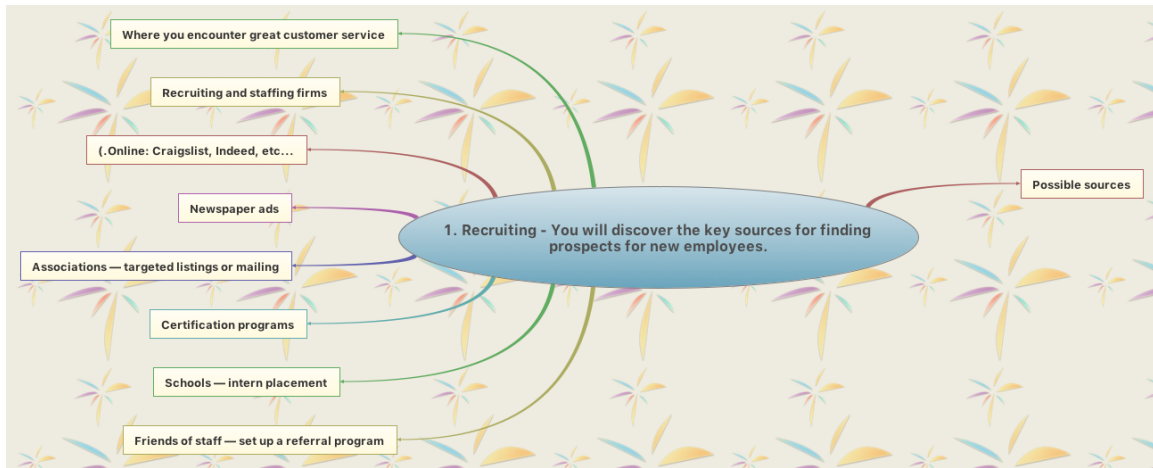 Where you encounter great customer service
Recruiting and staffing firms
(.Online: Craigslist, Indeed, etc...
Newspaper ads
Associations — targeted listings or mailing
Certification programs
Schools — intern placement
Friends of staff — set up a referral program
1. Recruiting - You will discover the key sources for finding
prospects for new employees.
Possible sources